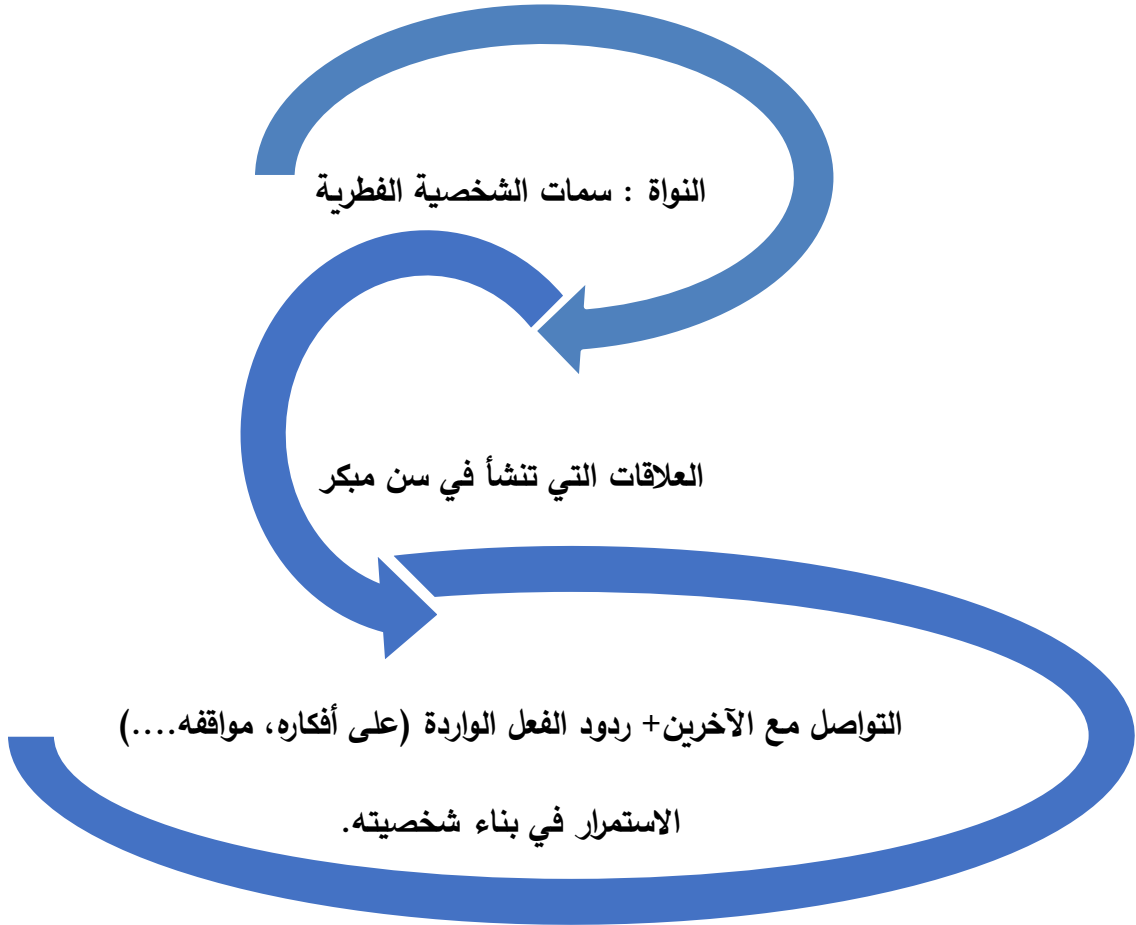 النواة : سمات الشخصية الفطرية
العلاقات التي تنشأ في سن مبكر
التواصل مع الآخرين+ ردود الفعل الواردة (على أفكاره، مواقفه....)
الاستمرار في بناء شخصيته.